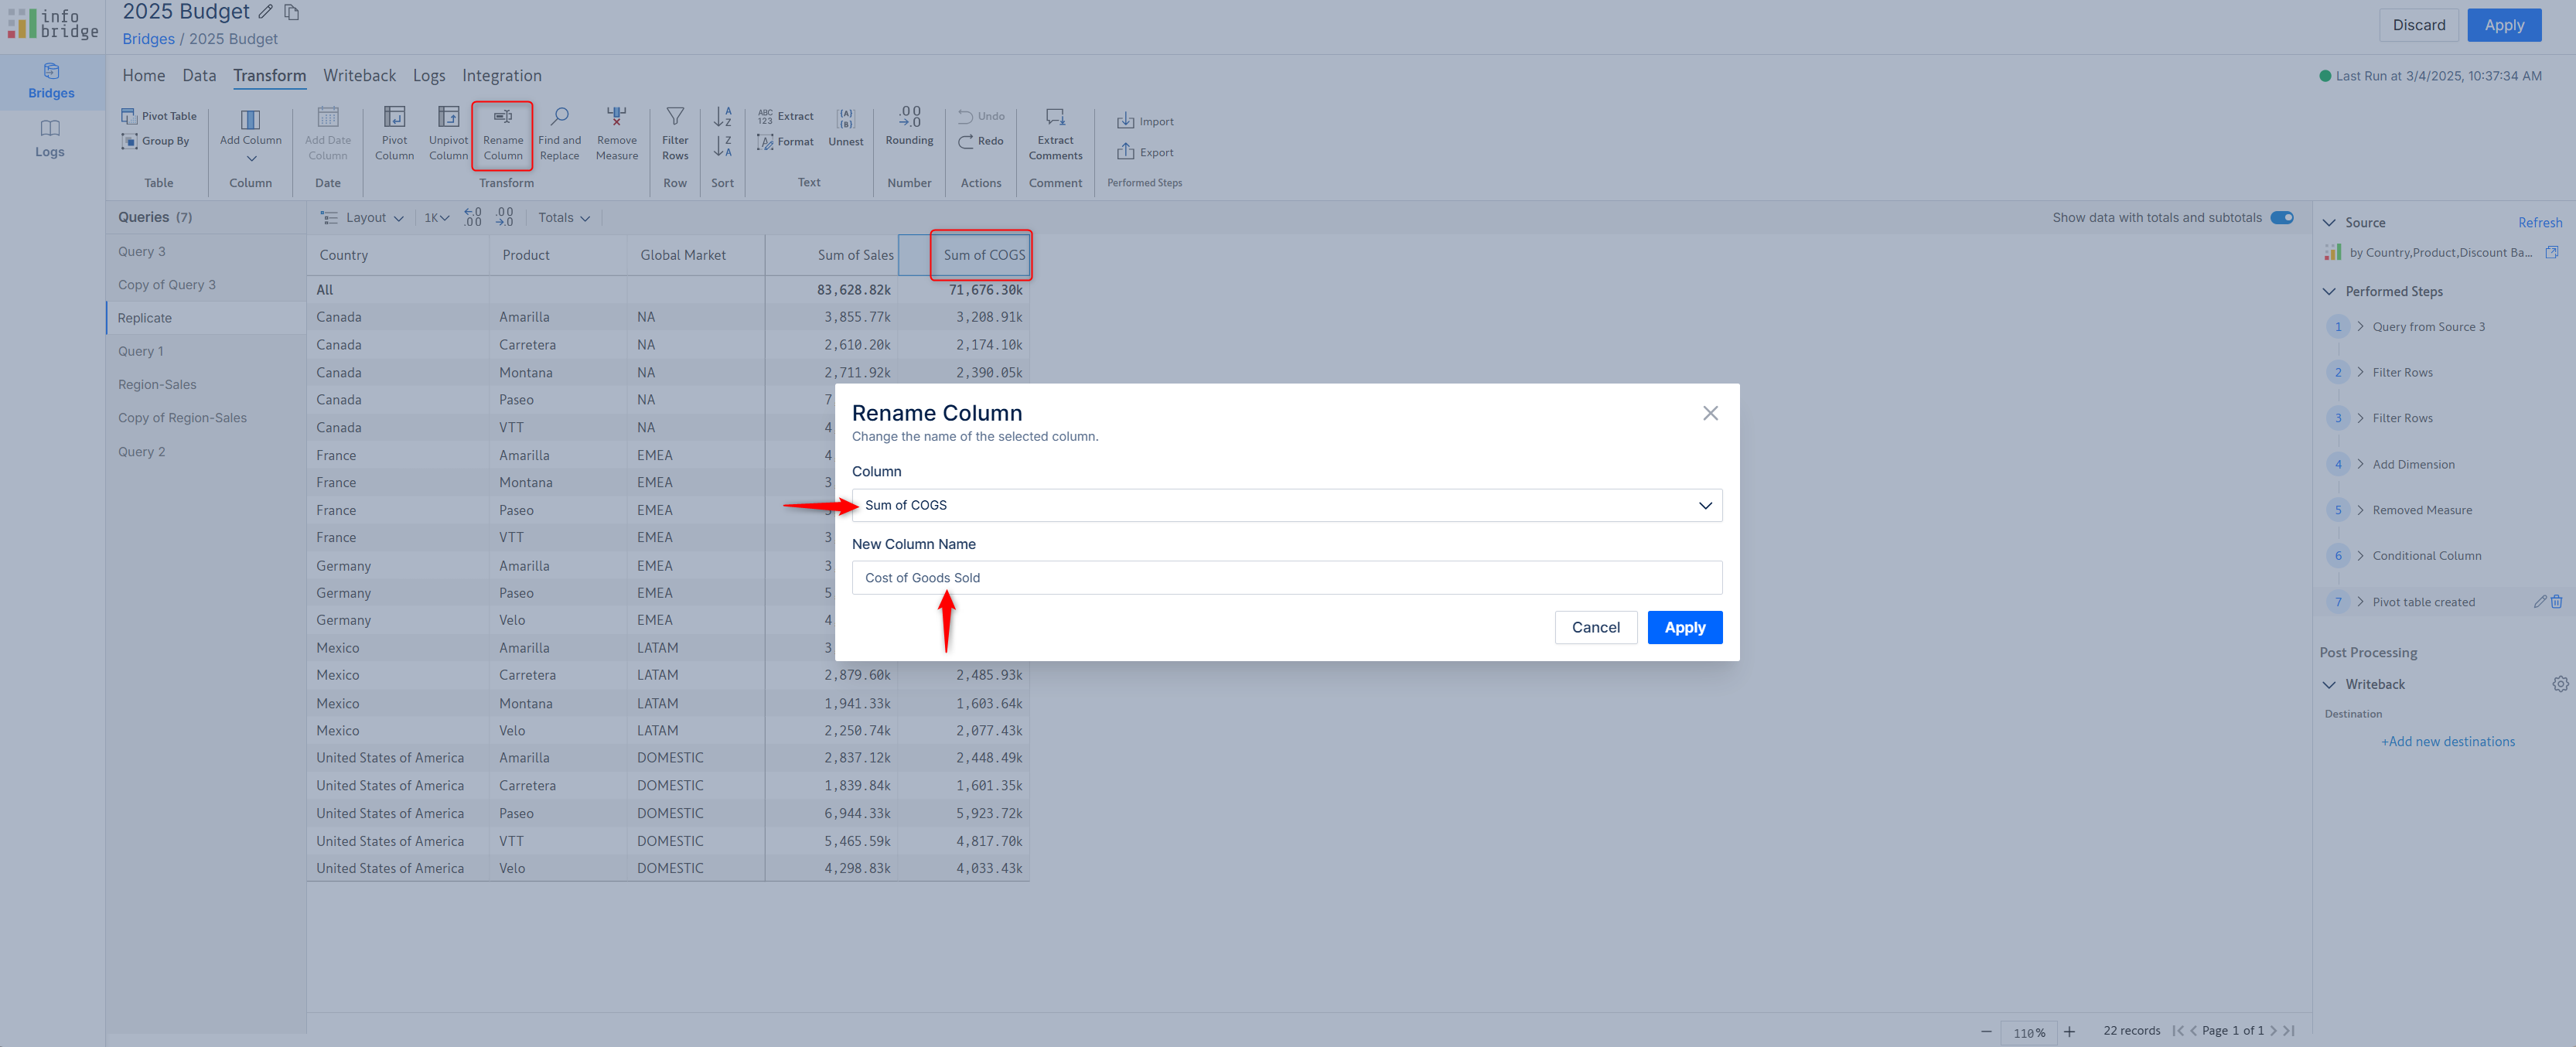 info
bridge
2025 Budget
Bridges / 2025 Budget
Discard
Apply
Bridges
Logs
Home Data Transform Writeback Logs Integration
Last Run at 3/4/2025, 10:37:34 AM
Pivot Table
Group By
Table
Add Column
Column
Add Date
Column
Date
Pivot
Column
Unpivot
Column
Rename
Column
Find and
Replace
Remove
Measure
Transform
Filter
Rows
Row
A
Z
Z
A
Sort
ABC
123
Extract
Format
{A}
{B}
Unnest
Text
.00
.0
Rounding
Number
Undo
Redo
Actions
Extract
Comments
Comment
Import
Export
Performed Steps
Queries (7)
Query 3
Copy of Query 3
Replicate
Query 1
Region-Sales
Copy of Region-Sales
Query 2
Layout 1K .0 .00 .00 .0 Totals
Show data with totals and subtotals
Country Product Global Market Sum of Sales Sum of COGS
All 83,628.82k 71,676.30k
Canada Amarilla NA 3,855.77k 3,208.91k
Canada Carretera NA 2,610.20k 2,174.10k
Canada Montana NA 2,711.92k 2,390.05k
Canada Paseo NA 7
Canada VTT NA 4
France Amarilla EMEA 4
France Montana EMEA 3
France Paseo EMEA
France VTT EMEA 3
Germany Amarilla EMEA 3
Germany Paseo EMEA 5
Germany Velo EMEA 4
Mexico Amarilla LATAM 3
Mexico Carretera LATAM 2,879.60k 2,485.93k
Mexico Montana LATAM 1,941.33k 1,603.64k
Mexico Velo LATAM 2,250.74k 2,077.43k
United States of America Amarilla DOMESTIC 2,837.12k 2,448.49k
United States of America Carretera DOMESTIC 1,839.84k 1,601.35k
United States of America Paseo DOMESTIC 6,944.33k 5,923.72k
United States of America VTT DOMESTIC 5,465.59k 4,817.70k
United States of America Velo DOMESTIC 4,298.83k 4,033.43k
Rename Column
Change the name of the selected column.
Column
Sum of COGS
New Column Name
Cost of Goods Sold
Cancel
Apply
Source
Refresh
by Country,Product,Discount Ba...
Performed Steps
1 Query from Source 3
2 Filter Rows
3 Filter Rows
4 Add Dimension
5 Removed Measure
6 Conditional Column
7 Pivot table created
Post Processing
Writeback
Destination
+Add new destinations
110% 22 records Page 1 of 1